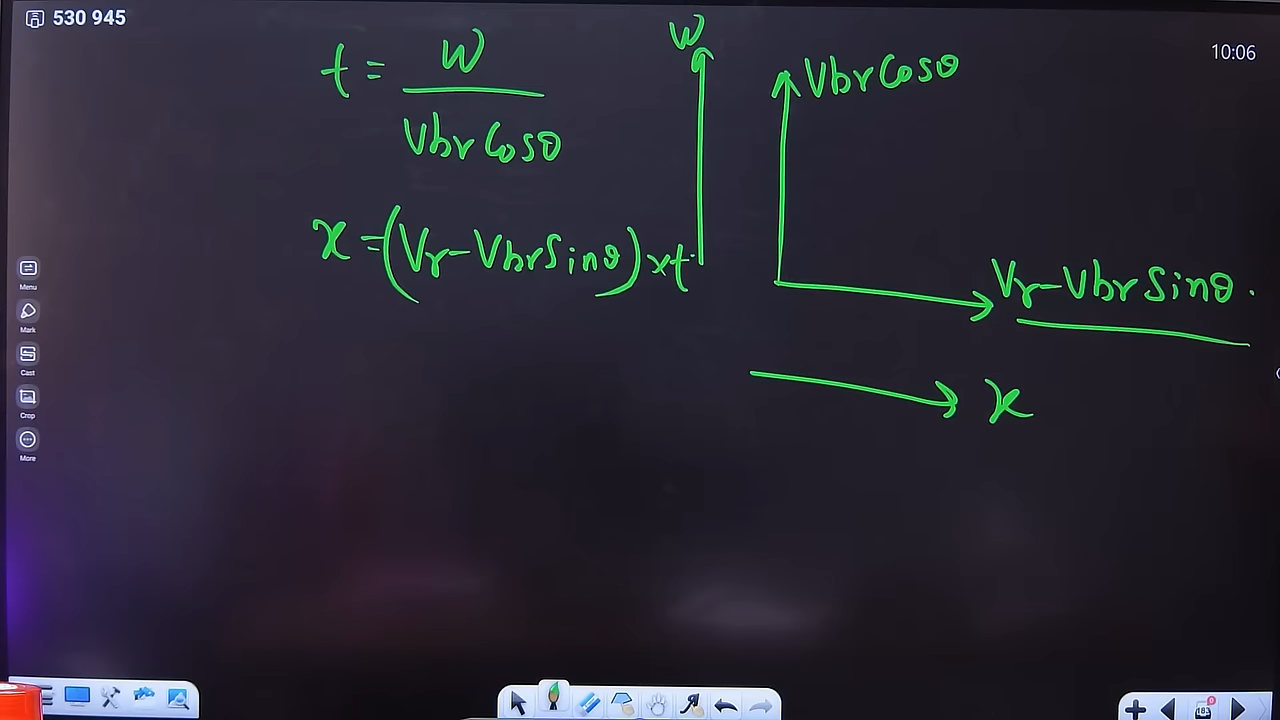 530 945
10:06
t = W / Vbr Cosθ
W
Vbr Cosθ
x = (Vr - Vbr Sinθ) x t
Vr - Vbr Sinθ.
x
Menu
Mark
Cast
Crop
More